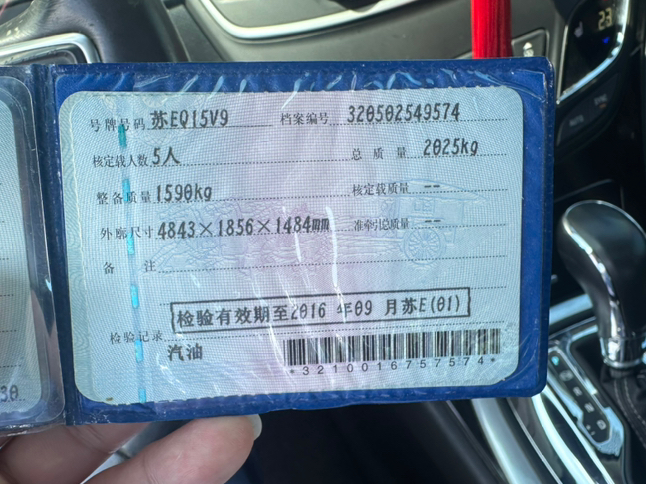 号牌号码 苏EQ15V9 档案编号 320502549574
核定载人数 5人 总质量 2025kg
整备质量 1590kg 核定载质量 --
外廓尺寸 4843×1856×1484mm 准牵引总质量 --
备注
检验有效期至2016年09月苏E(01)
检验记录
汽油
*3210016757574*
30
23